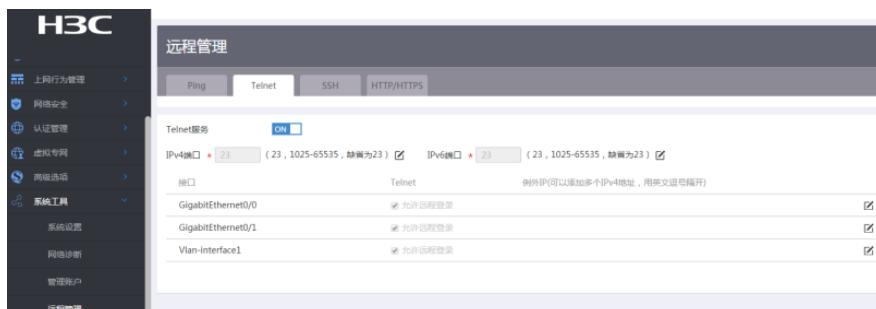 H3C
远程管理
上网行为管理
网络安全
认证管理
虚拟专网
高级选项
系统工具
系统设置
网络诊断
管理账户
远程管理
Ping Telnet SSH HTTP/HTTPS
Telnet服务 ON
IPv4端口 * 23 (23，1025-65535，缺省为23) IPv6端口 * 23 (23，1025-65535，缺省为23)
接口 Telnet 例外IP(可以添加多个IPv4地址，用英文逗号隔开)
GigabitEthernet0/0 允许远程登录
GigabitEthernet0/1 允许远程登录
Vlan-interface1 允许远程登录